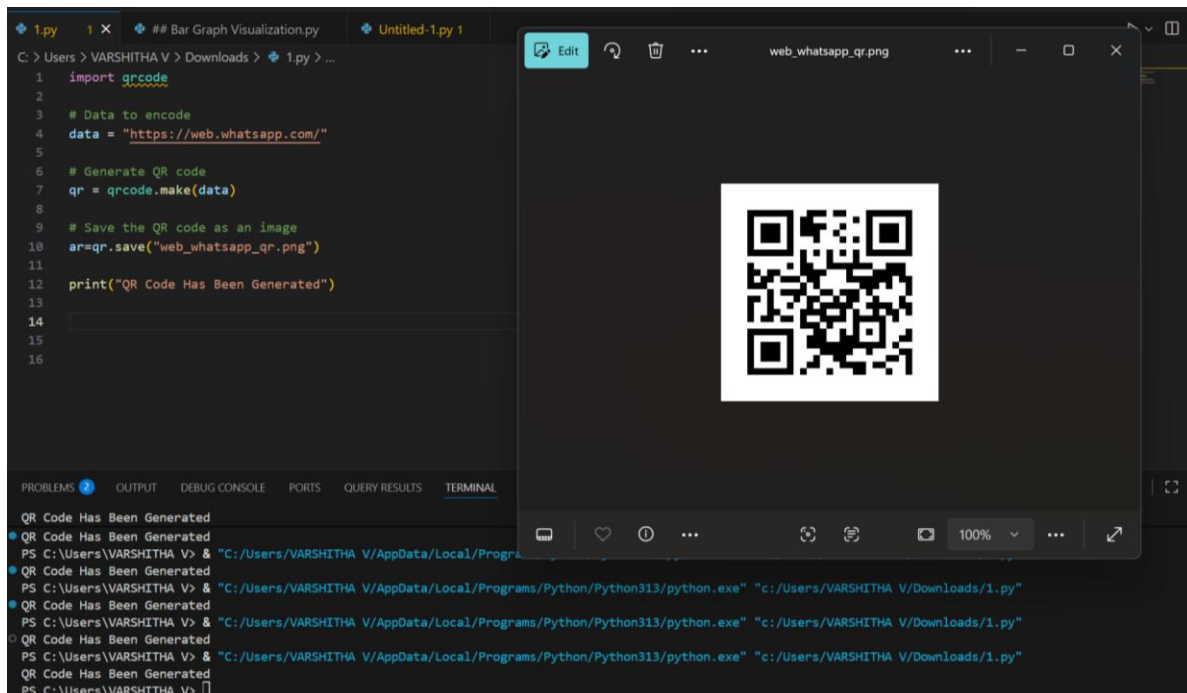 1.py 1 ## Bar Graph Visualization.py Untitled-1.py 1
C: > Users > VARSHITHA V > Downloads > 1.py > ...
1 import qrcode
2
3 # Data to encode
4 data = "https://web.whatsapp.com/"
5
6 # Generate QR code
7 qr = qrcode.make(data)
8
9 # Save the QR code as an image
10 ar=qr.save("web_whatsapp_qr.png")
11
12 print("QR Code Has Been Generated")
13
14
15
16
Edit web_whatsapp_qr.png
100%
PROBLEMS 2 OUTPUT DEBUG CONSOLE PORTS QUERY RESULTS TERMINAL
QR Code Has Been Generated
QR Code Has Been Generated
PS C:\Users\VARSHITHA V> & "C:/Users/VARSHITHA V/AppData/Local/Progra
QR Code Has Been Generated
PS C:\Users\VARSHITHA V> & "C:/Users/VARSHITHA V/AppData/Local/Programs/Python/Python313/python.exe" "c:/Users/VARSHITHA V/Downloads/1.py"
QR Code Has Been Generated
PS C:\Users\VARSHITHA V> & "C:/Users/VARSHITHA V/AppData/Local/Programs/Python/Python313/python.exe" "c:/Users/VARSHITHA V/Downloads/1.py"
QR Code Has Been Generated
PS C:\Users\VARSHITHA V> & "C:/Users/VARSHITHA V/AppData/Local/Programs/Python/Python313/python.exe" "c:/Users/VARSHITHA V/Downloads/1.py"
QR Code Has Been Generated
PS C:\Users\VARSHITHA V>